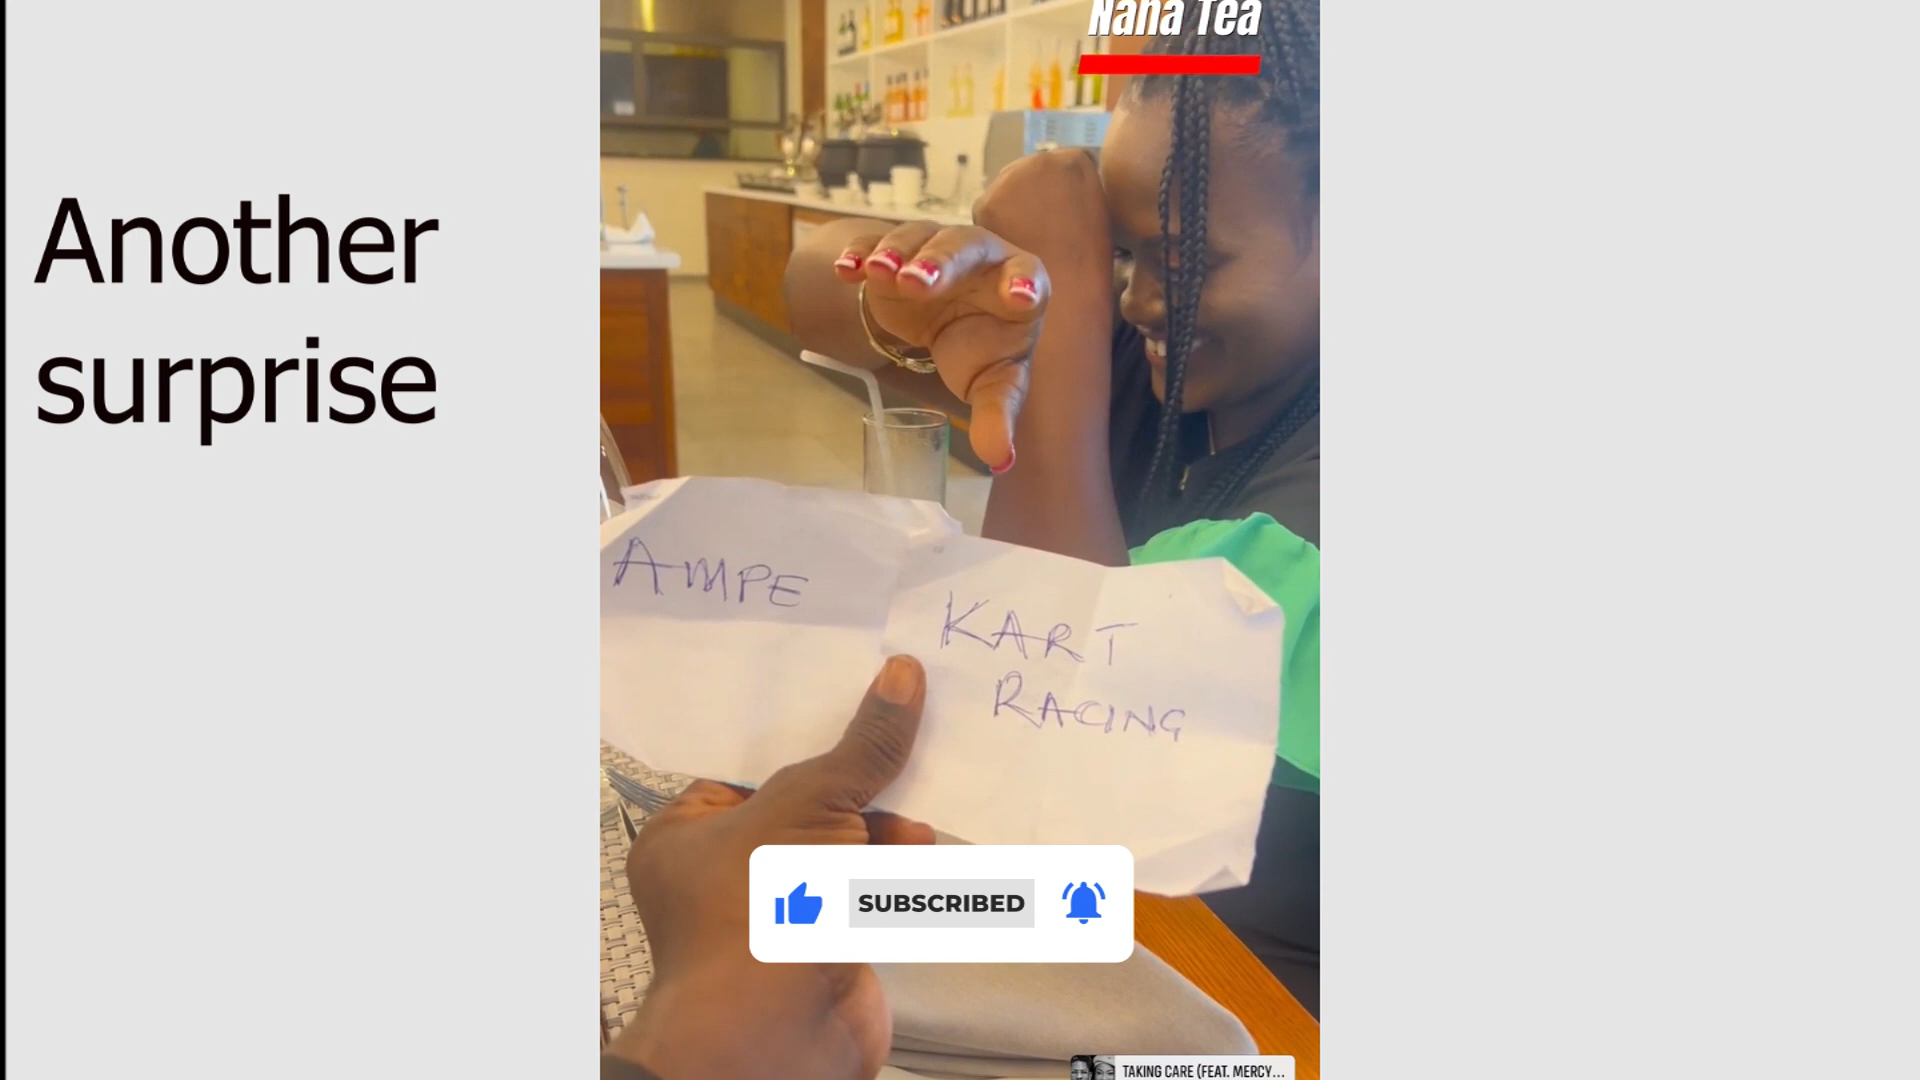 Nana Tea
Another
surprise
AMPE
KART
RACING
SUBSCRIBED
TAKING CARE (FEAT. MERCY...